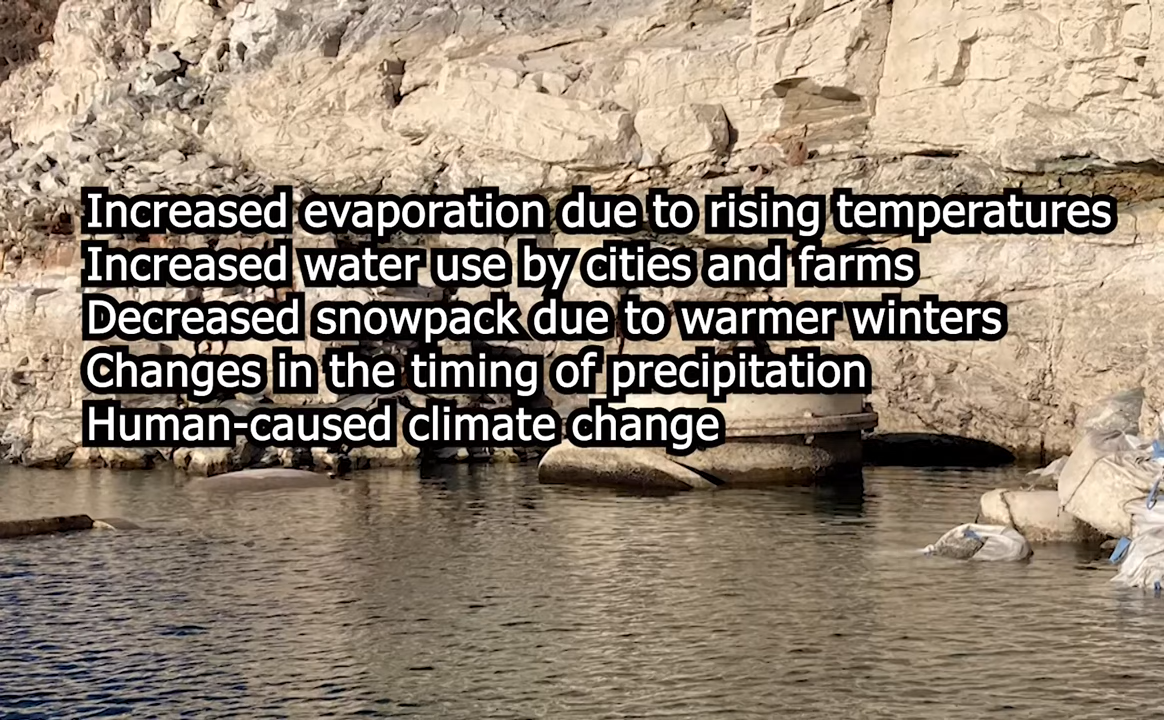 Increased evaporation due to rising temperatures
Increased water use by cities and farms
Decreased snowpack due to warmer winters
Changes in the timing of precipitation
Human-caused climate change